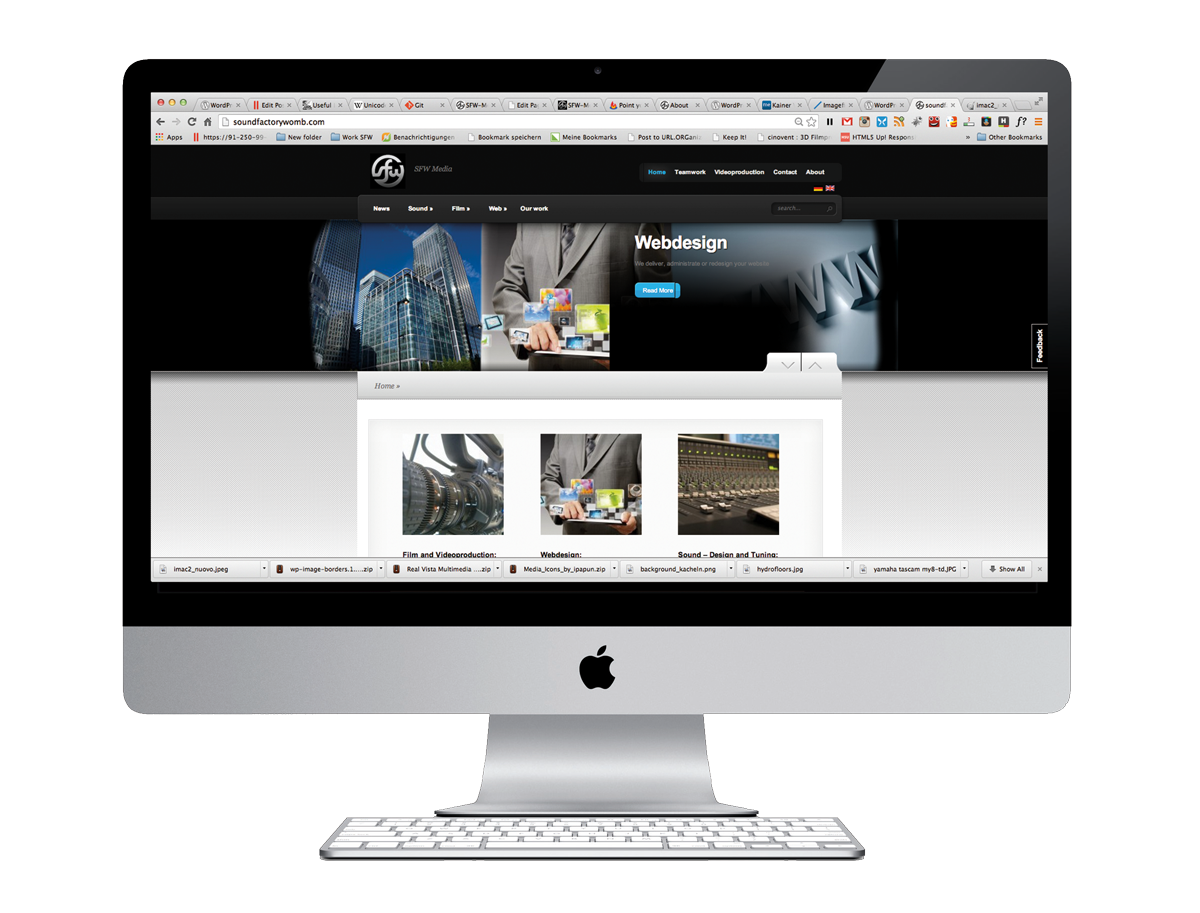 WordPr Edit Po Useful Unicod Git SFW-M Edit Pa SFW-M Point y About WordPr Kainer Imagef WordPr soundf imac2_
soundfactorywomb.com
Apps https://91-250-99 New folder Work SFW Benachrichtigungen Bookmark speichern Meine Bookmarks Post to URL.ORGani Keep It! cinovent : 3D Filmp HTML5 Up! Respons » Other Bookmarks
sfw SFW Media
Home Teamwork Videoproduction Contact About
News Sound » Film » Web » Our work search...
Webdesign
We deliver, administrate or redesign your website
Read More
WW
Feedback
Home »
Film and Videoproduction: Webdesign: Sound – Design and Tuning:
imac2_nuovo.jpeg wp-image-borders.1....zip Real Vista Multimedia ....zip Media_Icons_by_ipapun.zip background_kacheln.png hydrofloors.jpg yamaha tascam my8-td.JPG Show All